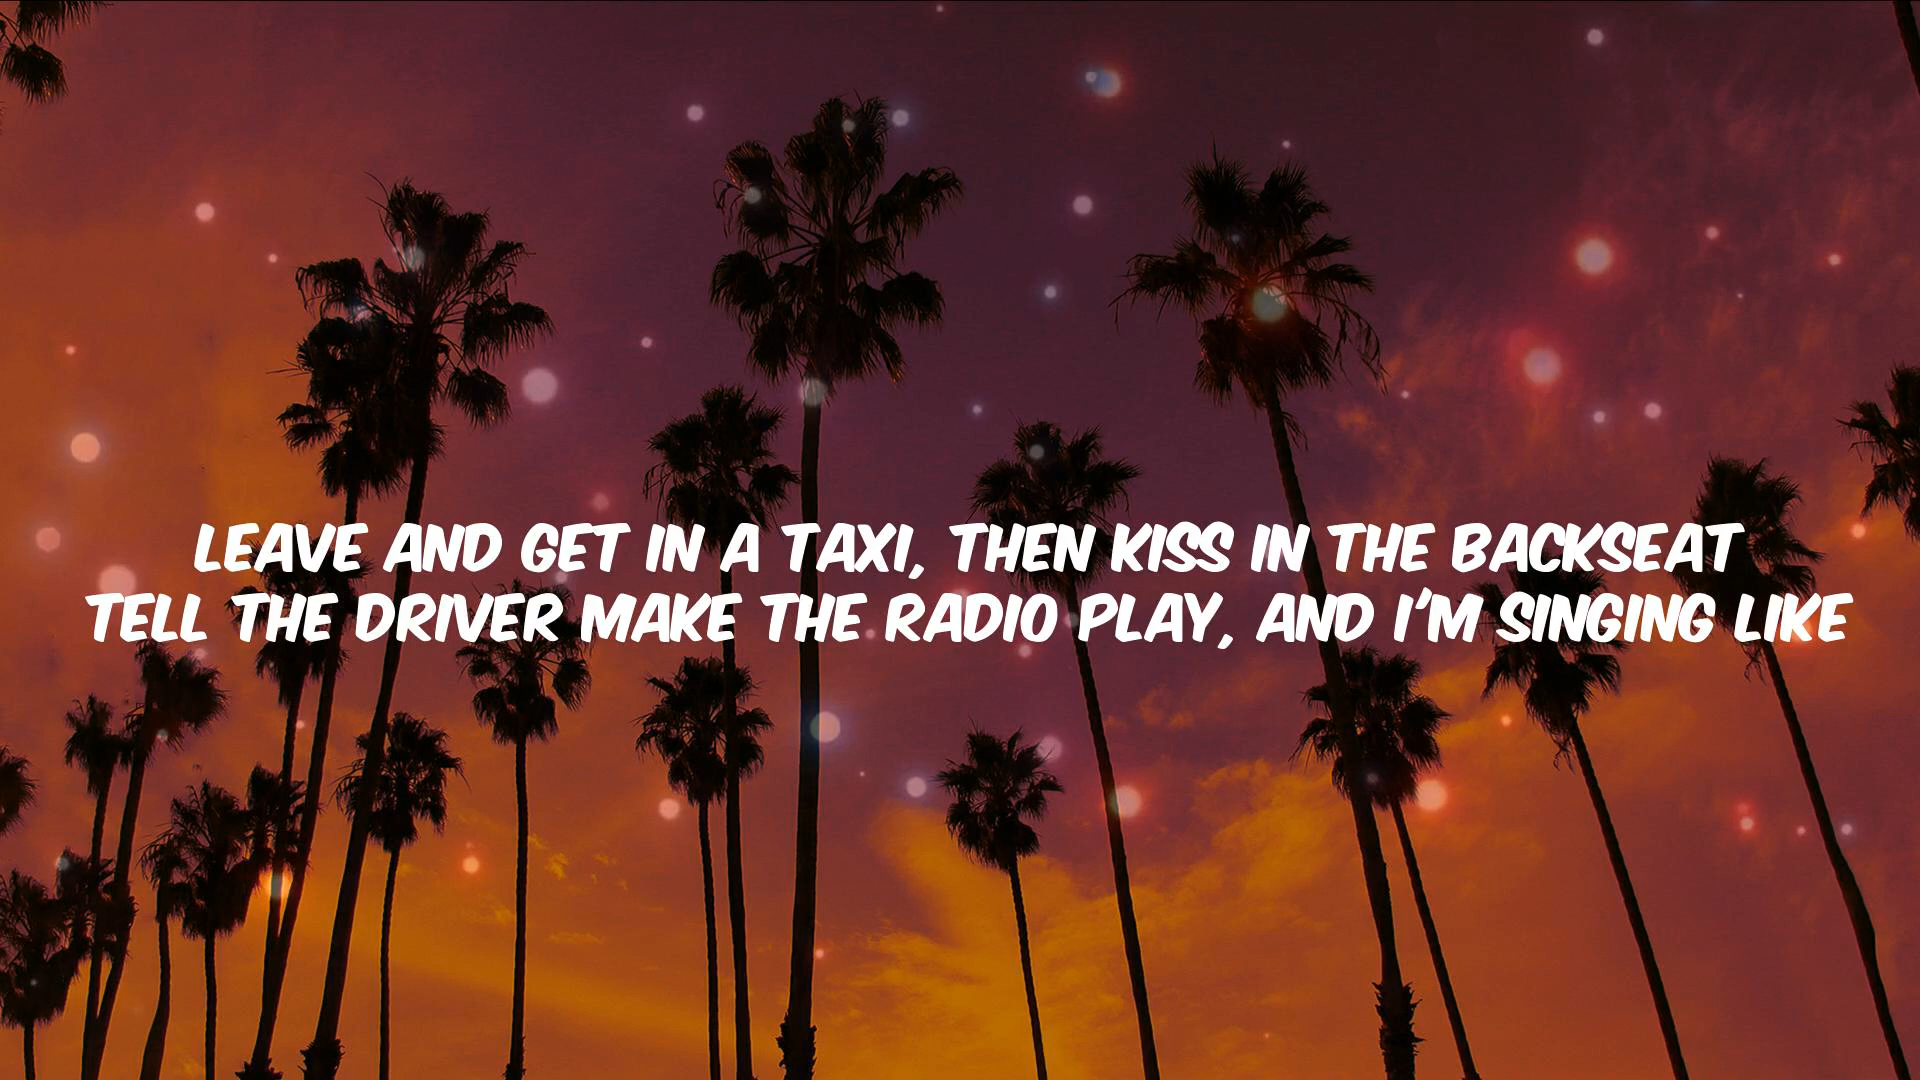 LEAVE AND GET IN A TAXI, THEN KISS IN THE BACKSEAT
TELL THE DRIVER MAKE THE RADIO PLAY, AND I'M SINGING LIKE